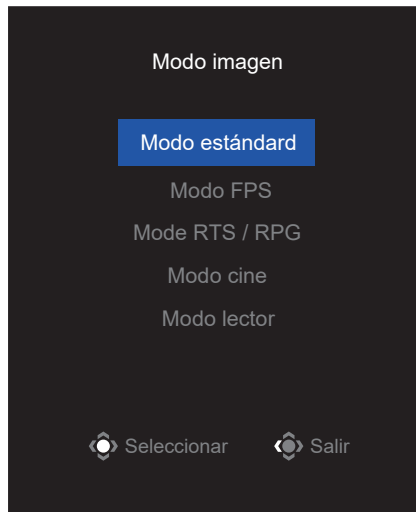 Modo imagen
Modo estándard
Modo FPS
Mode RTS / RPG
Modo cine
Modo lector
Seleccionar Salir